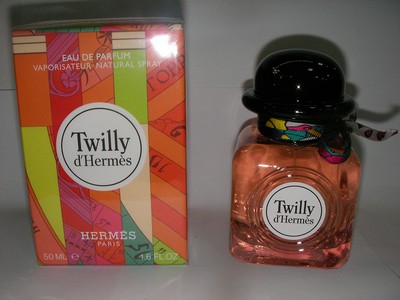 EAU DE PARFUM
VAPORISATEUR-NATURAL SPRAY
Twilly
d'Hermès
HERMÈS
PARIS
50 ML e 1.6 FL.OZ
Twilly
d'Hermès